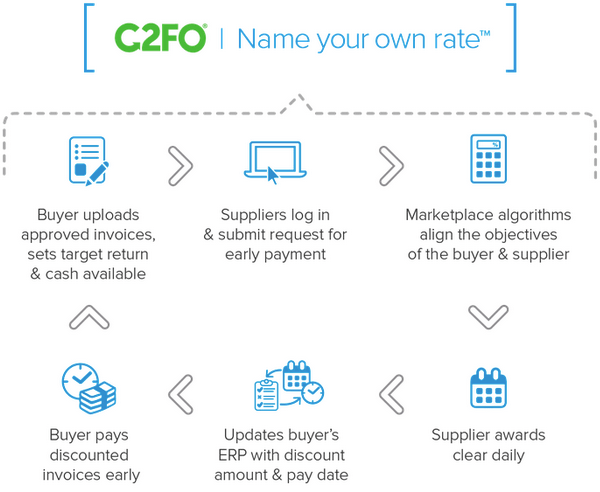 C2FO® | Name your own rate™
%
Buyer uploads
approved invoices,
sets target return
& cash available
Suppliers log in
& submit request for
early payment
Marketplace algorithms
align the objectives
of the buyer & supplier
Supplier awards
clear daily
Updates buyer's
ERP with discount
amount & pay date
Buyer pays
discounted
invoices early